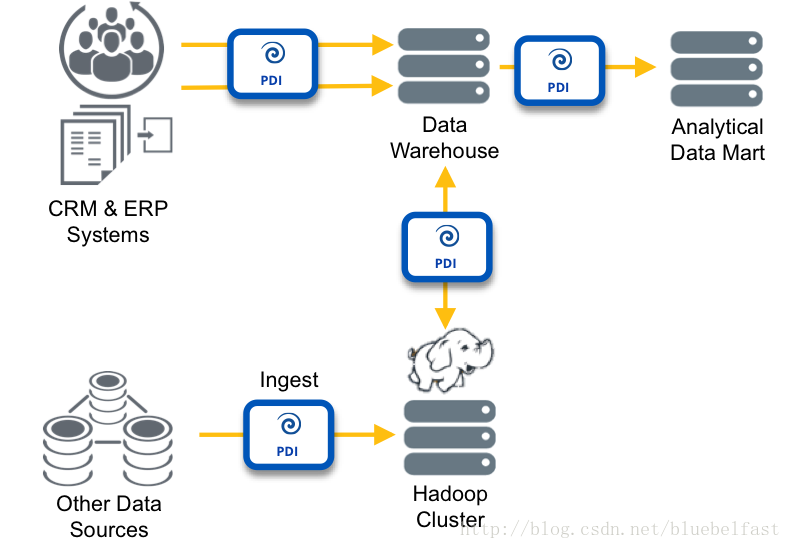 PDI
PDI
Data
Warehouse
Analytical
Data Mart
CRM & ERP
Systems
PDI
Ingest
PDI
Other Data
Sources
Hadoop
Cluster
http://blog.csdn.net/bluebelfast